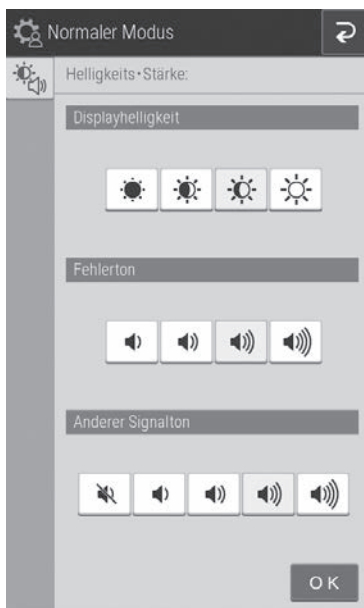 Normaler Modus
Helligkeits･Stärke:
Displayhelligkeit
Fehlerton
Anderer Signalton
OK